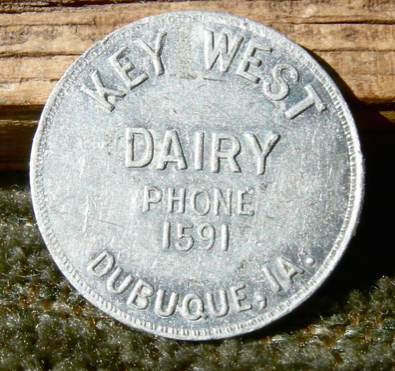 KEY WEST
DAIRY
PHONE
1591
DUBUQUE, IA.